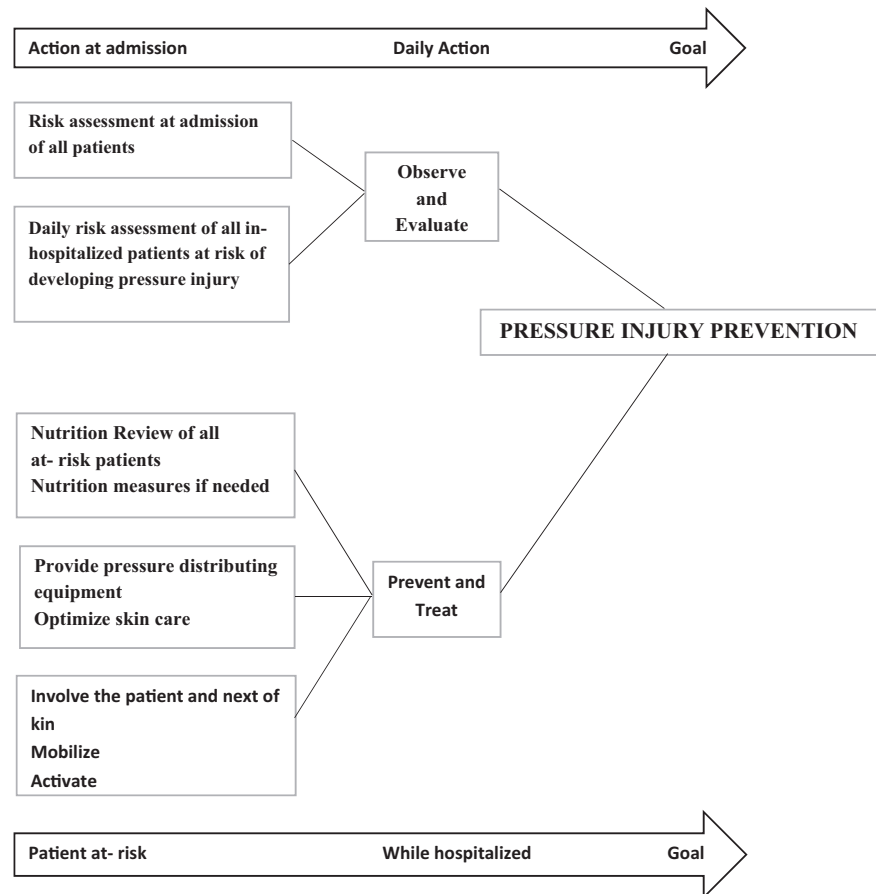 Action at admission Daily Action Goal
Risk assessment at admission
of all patients
Observe
and
Evaluate
Daily risk assessment of all in-
hospitalized patients at risk of
developing pressure injury
PRESSURE INJURY PREVENTION
Nutrition Review of all
at- risk patients
Nutrition measures if needed
Provide pressure distributing
equipment
Optimize skin care
Prevent and
Treat
Involve the patient and next of
kin
Mobilize
Activate
Patient at- risk While hospitalized Goal